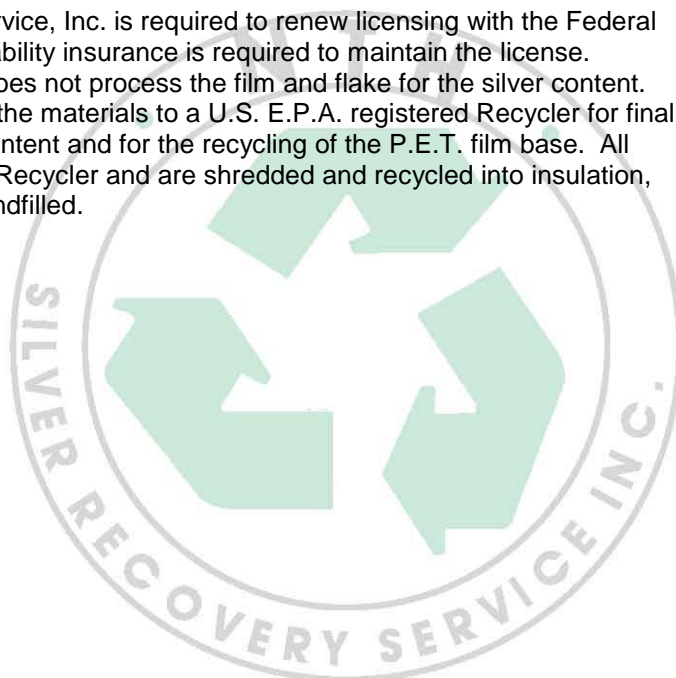 rvice, Inc. is required to renew licensing with the Federal
ability insurance is required to maintain the license.
oes not process the film and flake for the silver content.
the materials to a U.S. E.P.A. registered Recycler for final
ntent and for the recycling of the P.E.T. film base. All
Recycler and are shredded and recycled into insulation,
ndfilled.
NTH
SILVER RECOVERY SERVICE INC.